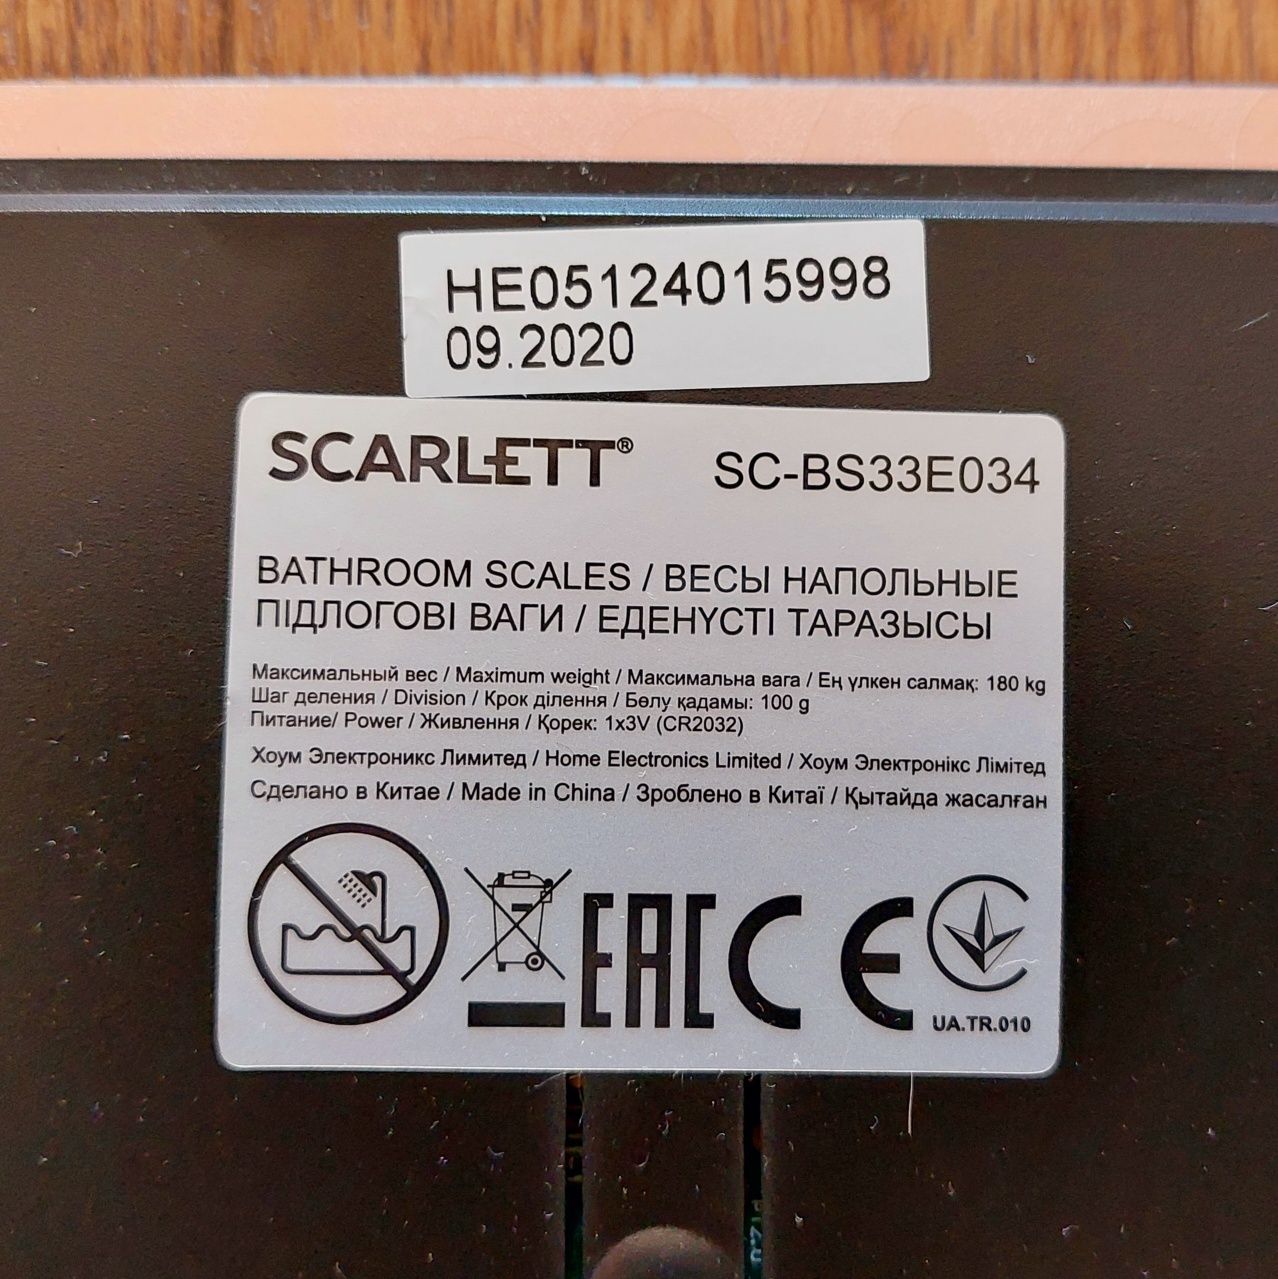 HE05124015998
09.2020
SCARLETT® SC-BS33E034
BATHROOM SCALES / ВЕСЫ НАПОЛЬНЫЕ
ПІДЛОГОВІ ВАГИ / ЕДЕНҮСТІ ТАРАЗЫСЫ
Максимальный вес / Maximum weight / Максимальна вага / Ең үлкен салмақ: 180 kg
Шаг деления / Division / Крок ділення / Бөлу қадамы: 100 g
Питание/ Power / Живлення / Қорек: 1x3V (CR2032)
Хоум Электроникс Лимитед / Home Electronics Limited / Хоум Электронікс Лімітед
Сделано в Китае / Made in China / Зроблено в Китаї / Қытайда жасалған
EAC CE
UA.TR.010